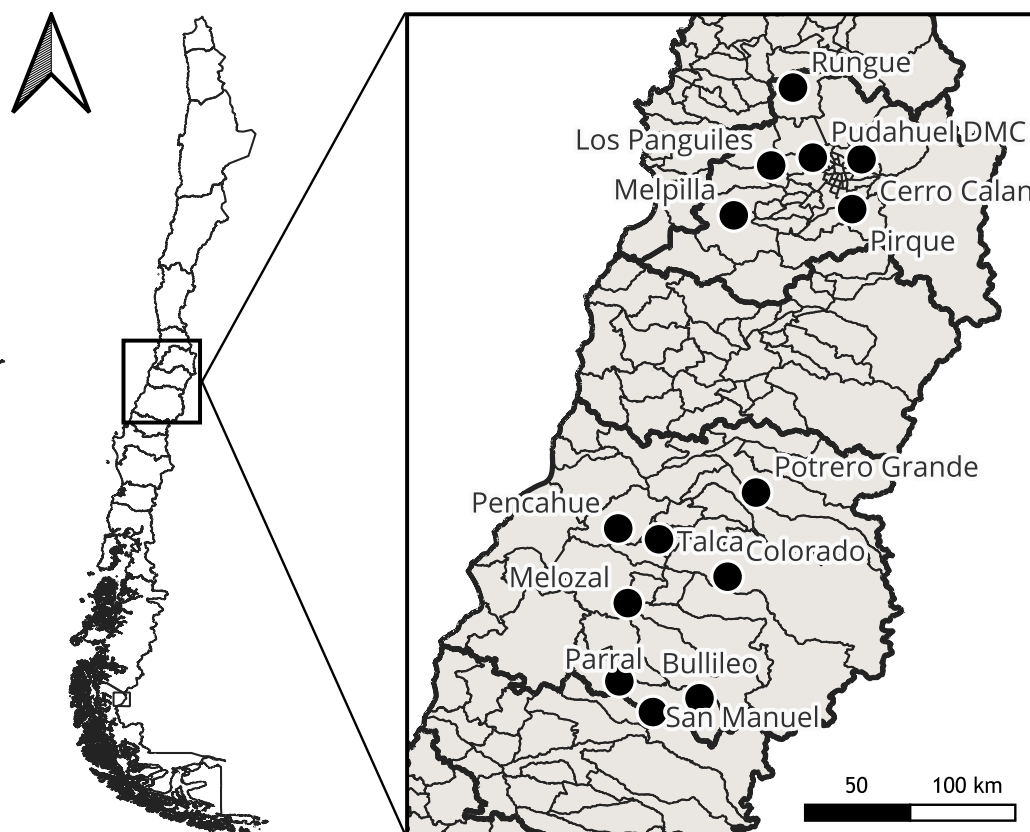 Rungue
Los Panguiles
Pudahuel DMC
Melpilla
Cerro Calan
Pirque
Potrero Grande
Pencahue
Talca
Colorado
Melozal
Parral
Bullileo
San Manuel
50
100 km